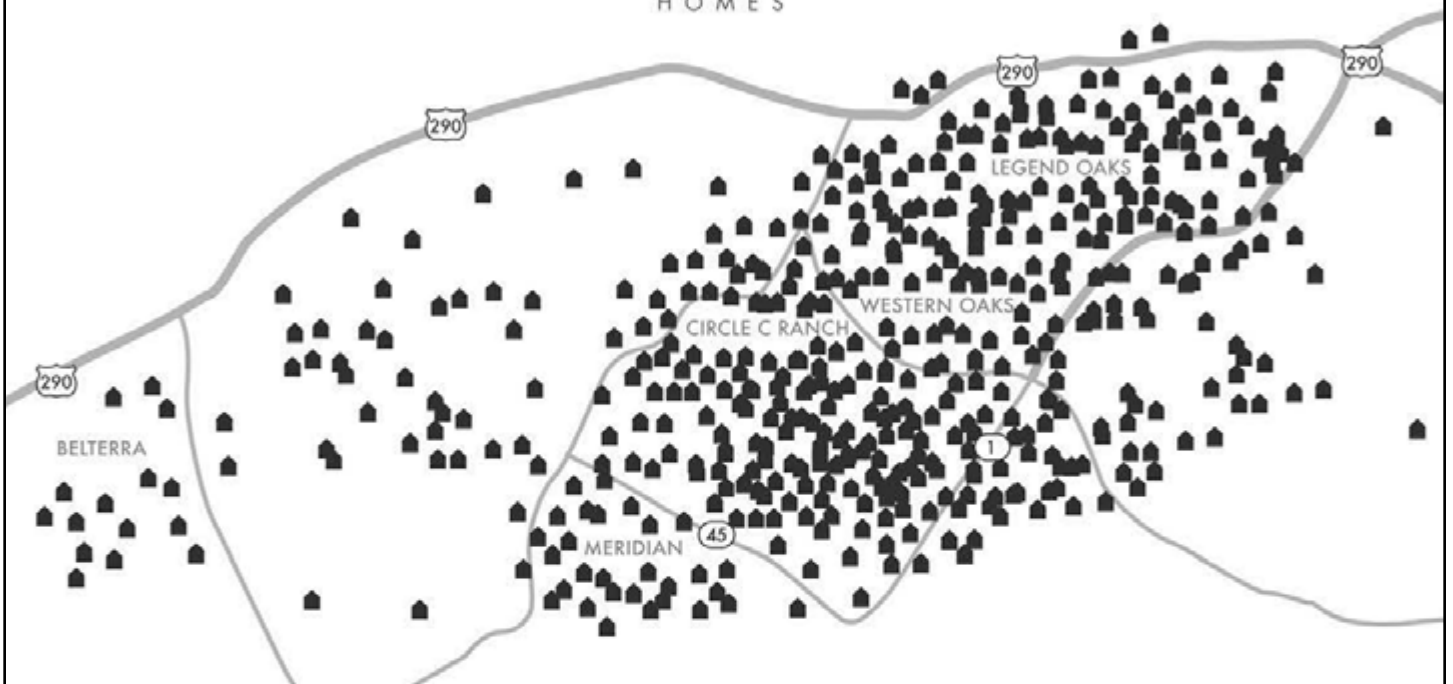 HOMES
290
290
290
LEGEND OAKS
WESTERN OAKS
CIRCLE C RANCH
290
BELTERRA
1
45
MERIDIAN